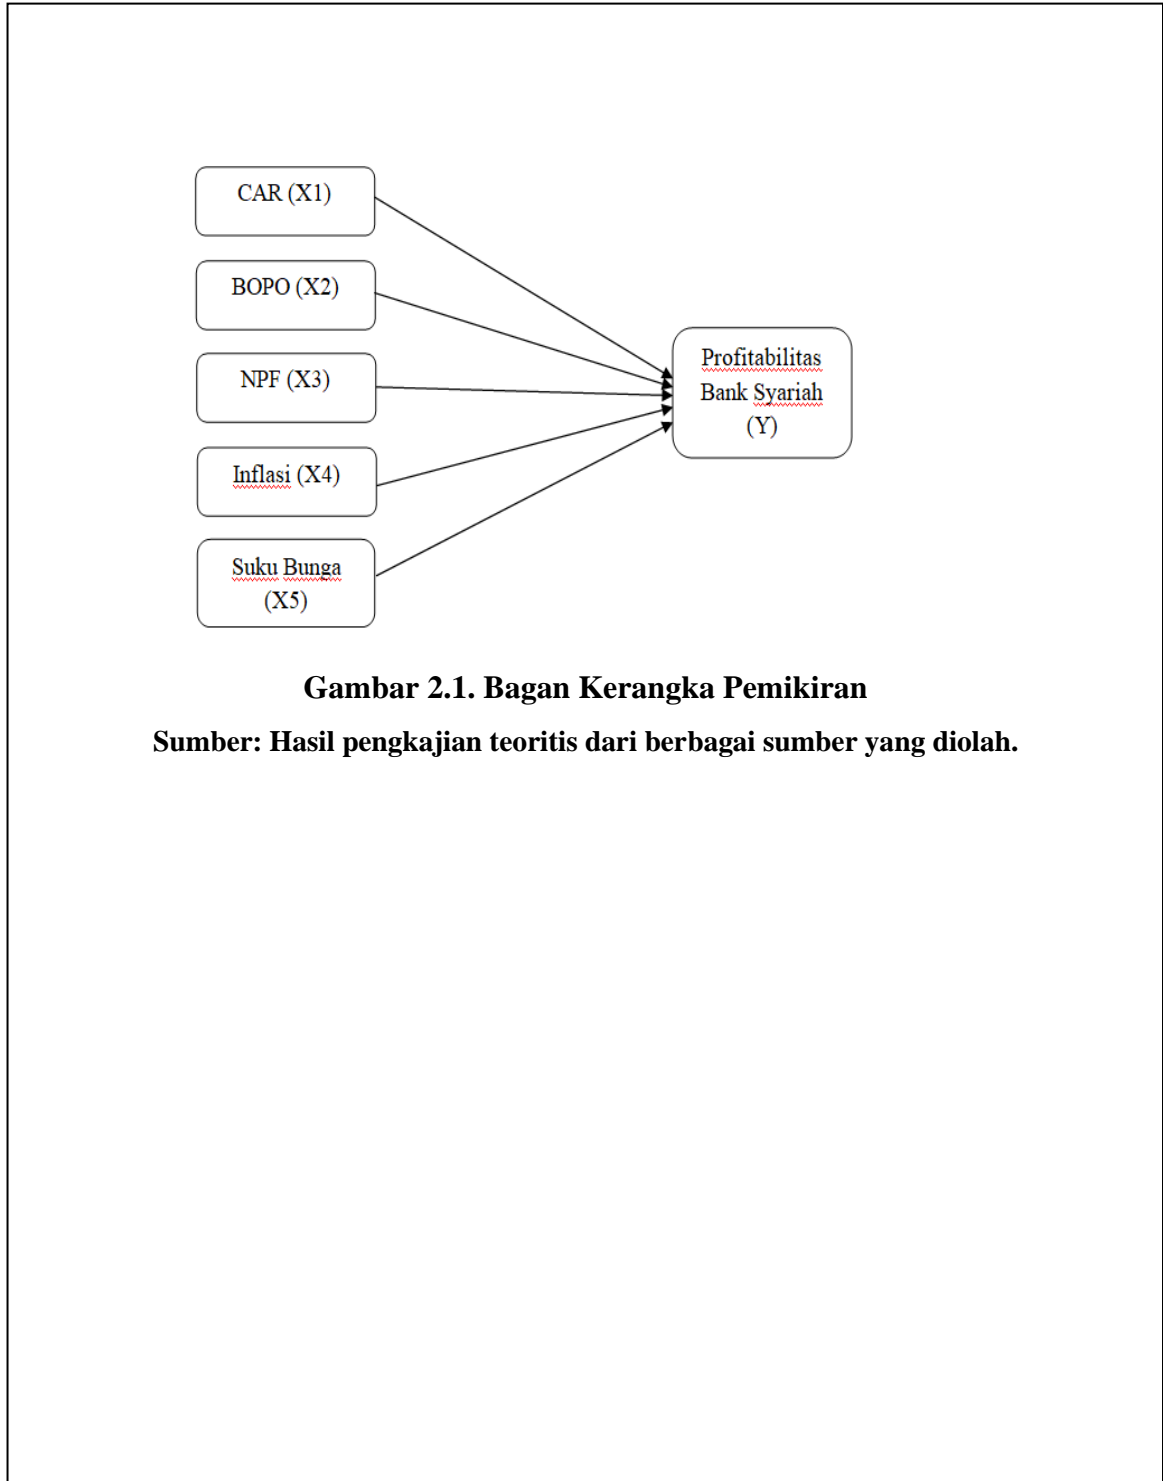 CAR (X1)
BOPO (X2)
NPF (X3)
Inflasi (X4)
Suku Bunga
(X5)
Profitabilitas
Bank Syariah
(Y)
Gambar 2.1. Bagan Kerangka Pemikiran
Sumber: Hasil pengkajian teoritis dari berbagai sumber yang diolah.